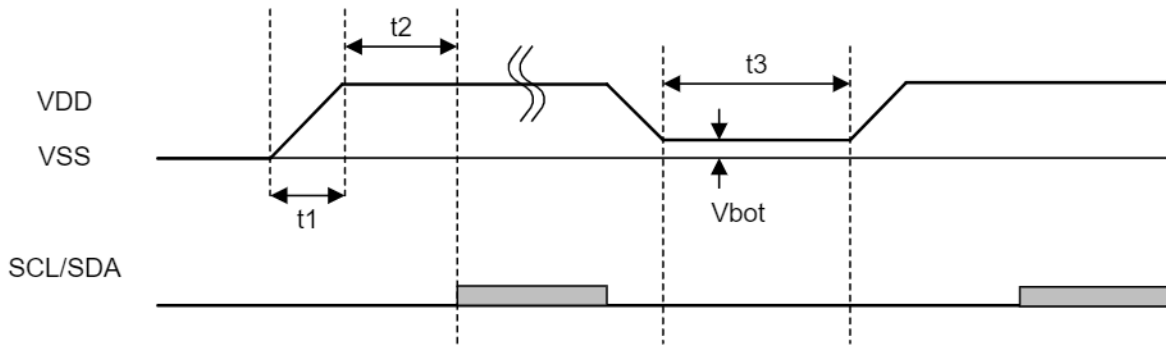 t2
t3
VDD
VSS
t1
Vbot
SCL/SDA